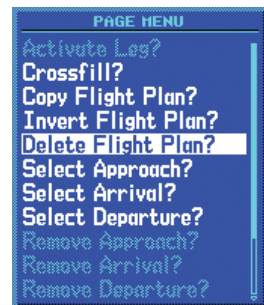 PAGE MENU
Activate Leg?
Crossfill?
Copy Flight Plan?
Invert Flight Plan?
Delete Flight Plan?
Select Approach?
Select Arrival?
Select Departure?
Remove Approach?
Remove Arrival?
Remove Departure?